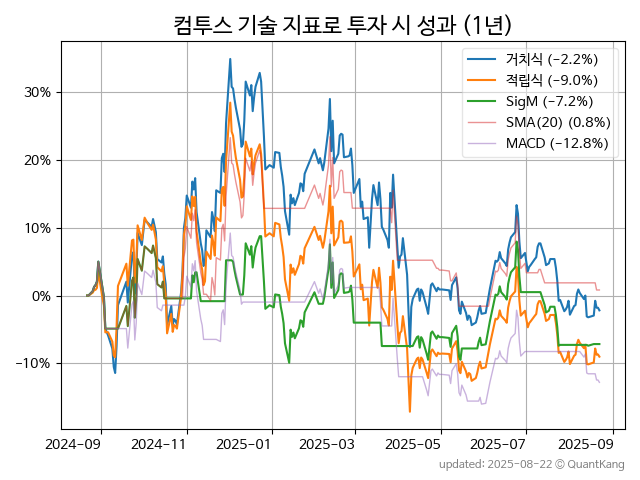 컴투스 기술 지표로 투자 시 성과 (1년)
거치식 (−2.2%)
적립식 (−9.0%)
SigM (−7.2%)
SMA(20) (0.8%)
MACD (−12.8%)
30%
20%
10%
0%
−10%
2024-09 2024-11 2025-01 2025-03 2025-05 2025-07 2025-09
updated: 2025-08-22 © QuantKang